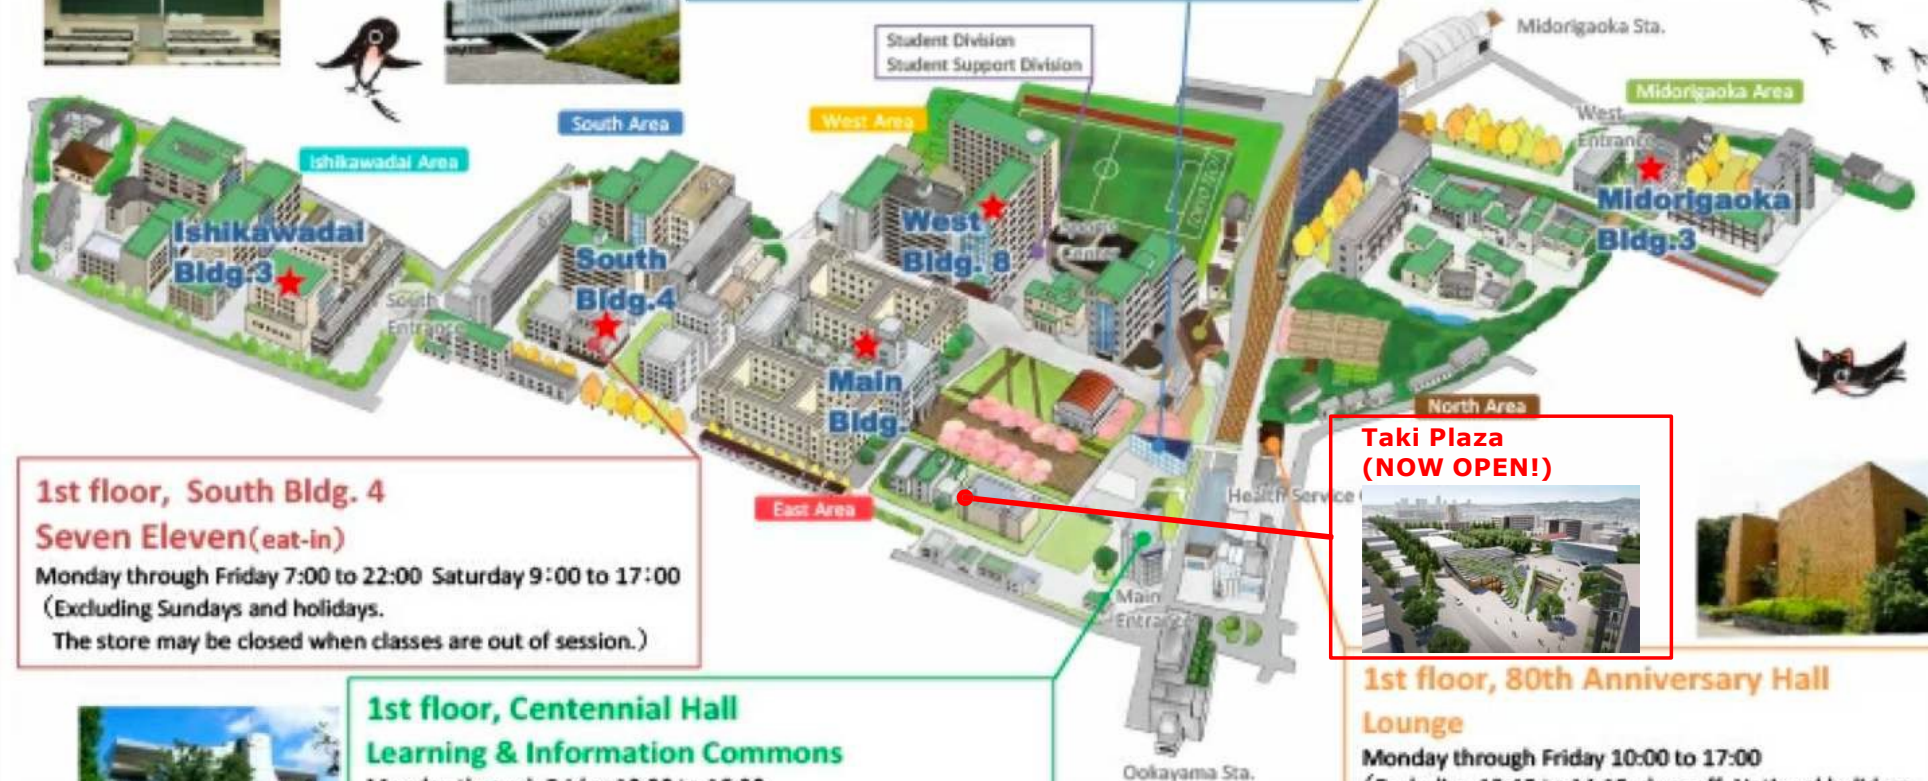 Student Division
Student Support Division
Midorigaoka Sta.
Midorigaoka Area
West
Entrance
South Area
West Area
Ishikawadai Area
Midorigaoka
Bldg.3
Ishikawadai
Bldg.3
South
Bldg.4
West
Bldg. 8
Center
South
Entrance
Main
Bldg.
North Area
Taki Plaza
(NOW OPEN!)
East Area
Health Service
1st floor, South Bldg. 4
Seven Eleven(eat-in)
Monday through Friday 7:00 to 22:00 Saturday 9:00 to 17:00
(Excluding Sundays and holidays.
The store may be closed when classes are out of session.)
Main
Entrance
1st floor, Centennial Hall
Learning & Information Commons
Ookayama Sta.
1st floor, 80th Anniversary Hall
Lounge
Monday through Friday 10:00 to 17:00